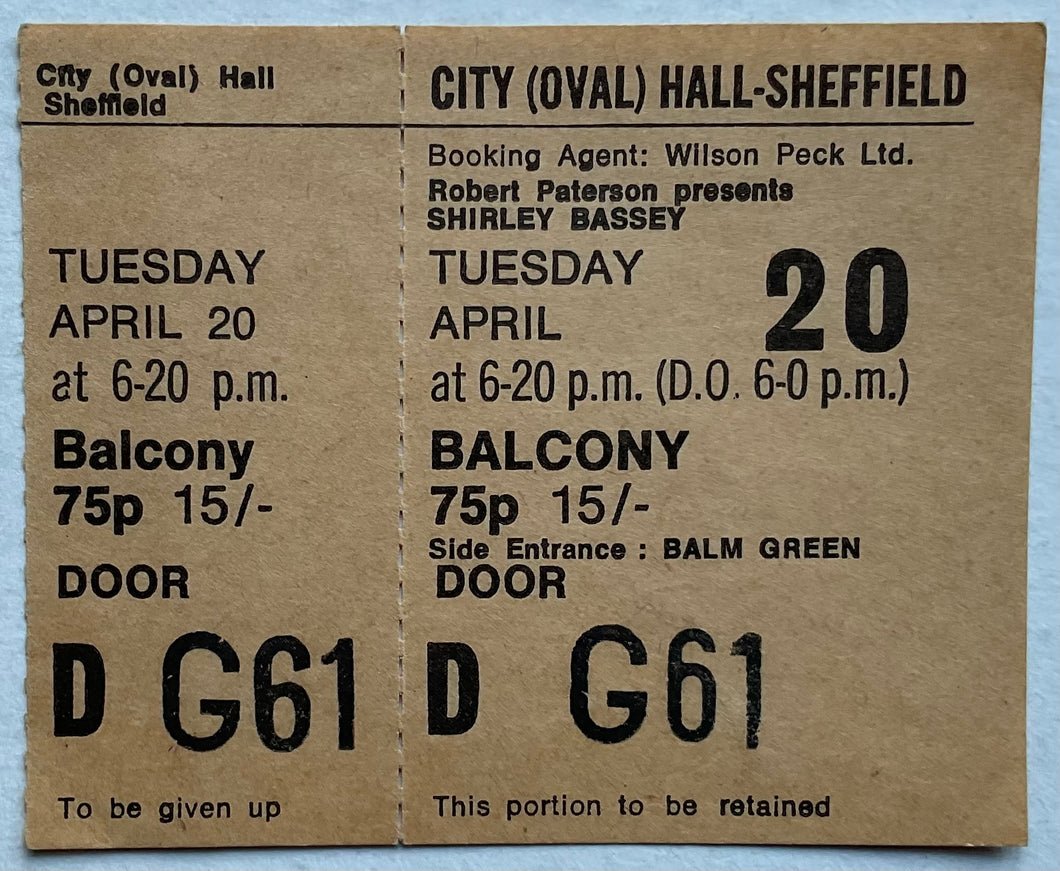 City (Oval) Hall
Sheffield
TUESDAY
APRIL 20
at 6-20 p.m.
Balcony
75p 15/-
DOOR
D G61
To be given up
CITY (OVAL) HALL-SHEFFIELD
Booking Agent: Wilson Peck Ltd.
Robert Paterson presents
SHIRLEY BASSEY
TUESDAY
APRIL 20
at 6-20 p.m. (D.O. 6-0 p.m.)
BALCONY
75p 15/-
Side Entrance : BALM GREEN
DOOR
D G61
This portion to be retained